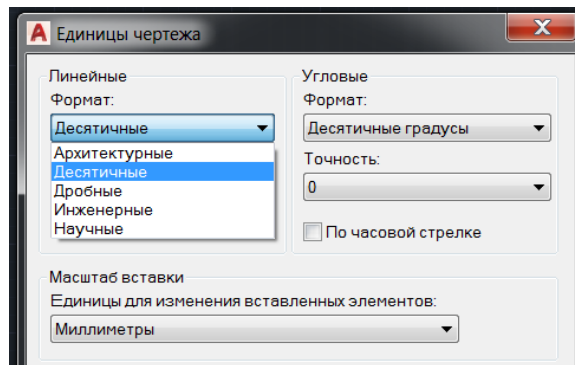 Единицы чертежа
Линейные
Формат:
Десятичные
Архитектурные
Десятичные
Дробные
Инженерные
Научные
Угловые
Формат:
Десятичные градусы
Точность:
0
По часовой стрелке
Масштаб вставки
Единицы для изменения вставленных элементов:
Миллиметры